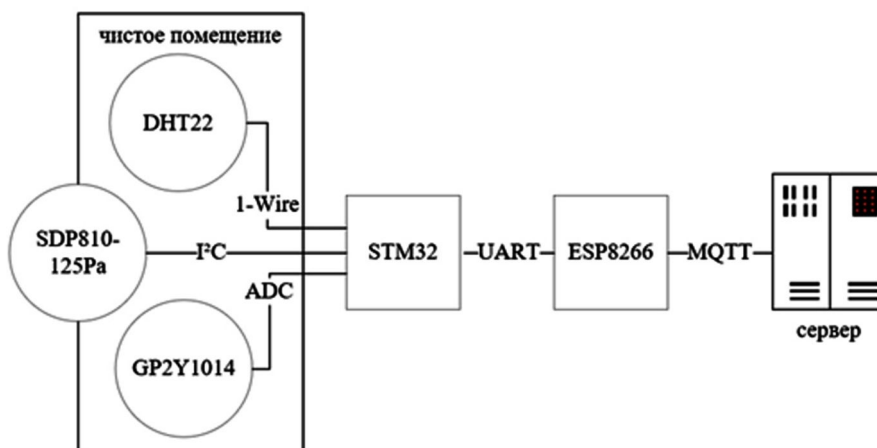 чистое помещение
DHT22
1-Wire
SDP810-
125Pa
I²C
STM32
UART
ESP8266
MQTT
ADC
GP2Y1014
сервер